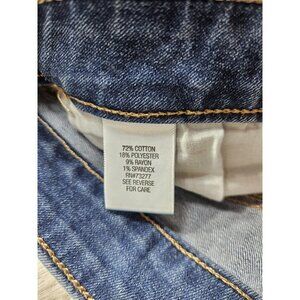 72% COTTON
18% POLYESTER
9% RAYON
1% SPANDEX
RN#73277
SEE REVERSE
FOR CARE